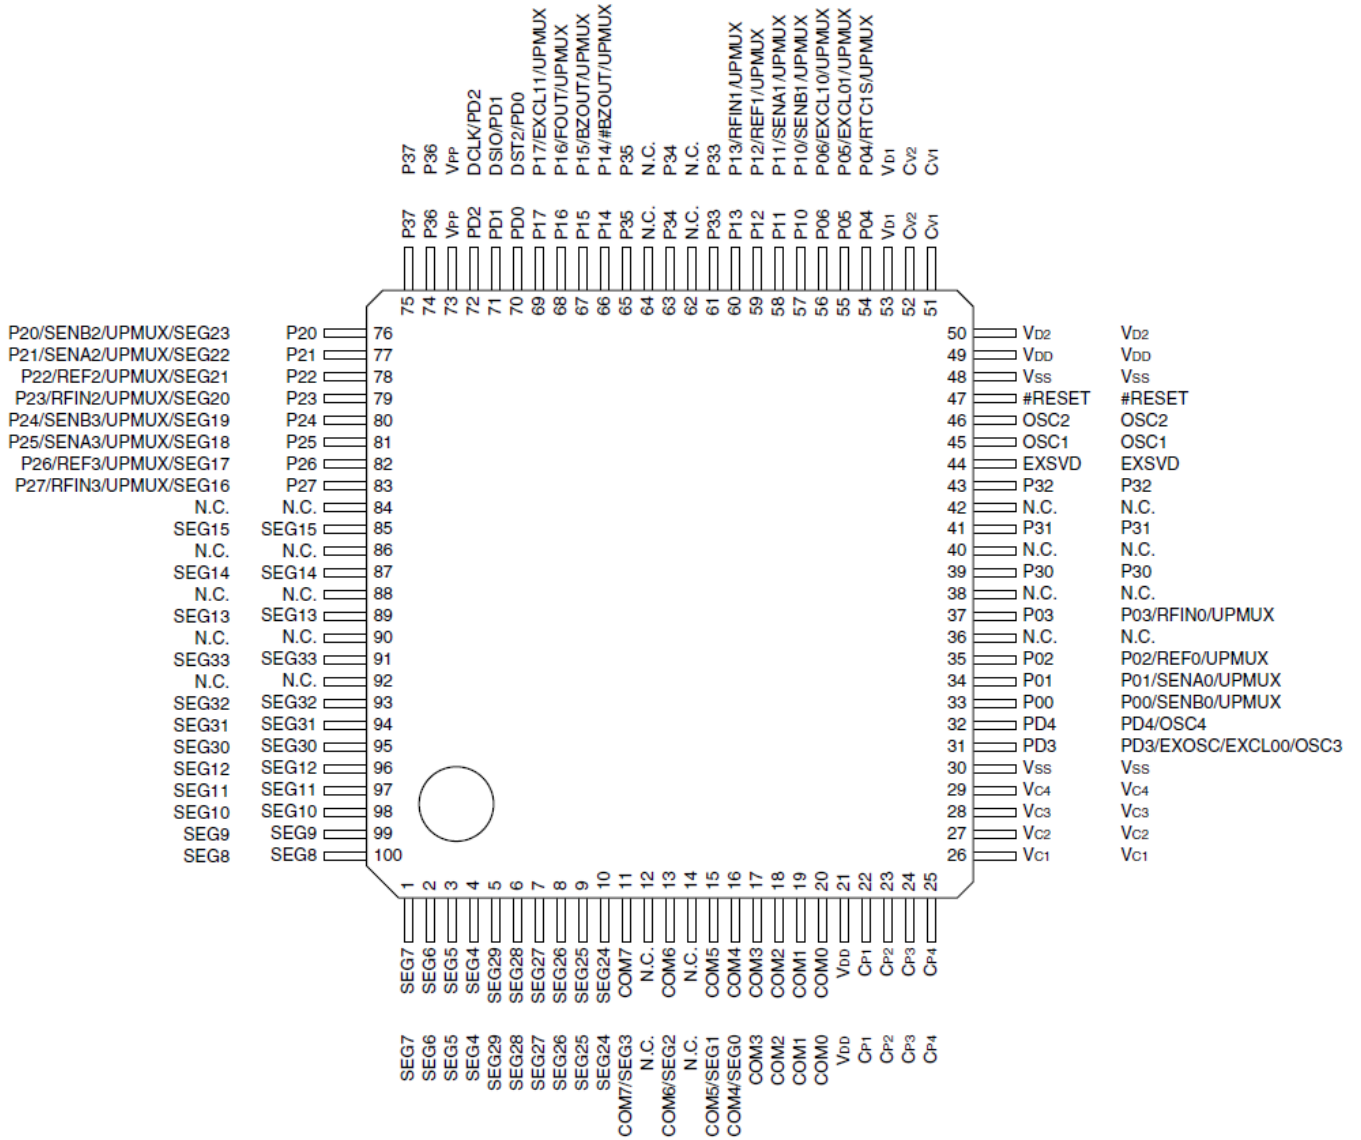 P37 P36 VPP DCLK/PD2 DSIO/PD1 DST2/PD0 P17/EXCL11/UPMUX P16/FOUT/UPMUX P15/BZOUT/UPMUX P14/#BZOUT/UPMUX P35 N.C. P34 N.C. P33 P13/RFIN1/UPMUX P12/REF1/UPMUX P11/SENA1/UPMUX P10/SENB1/UPMUX P06/EXCL10/UPMUX P05/EXCL01/UPMUX P04/RTC1S/UPMUX VD1 CV2 CV1
P37 P36 VPP PD2 PD1 PD0 P17 P16 P15 P14 P35 N.C. P34 N.C. P33 P13 P12 P11 P10 P06 P05 P04 VD1 CV2 CV1
75 74 73 72 71 70 69 68 67 66 65 64 63 62 61 60 59 58 57 56 55 54 53 52 51
P20/SENB2/UPMUX/SEG23 P20 76 50 VD2 VD2
P21/SENA2/UPMUX/SEG22 P21 77 49 VDD VDD
P22/REF2/UPMUX/SEG21 P22 78 48 VSS VSS
P23/RFIN2/UPMUX/SEG20 P23 79 47 #RESET #RESET
P24/SENB3/UPMUX/SEG19 P24 80 46 OSC2 OSC2
P25/SENA3/UPMUX/SEG18 P25 81 45 OSC1 OSC1
P26/REF3/UPMUX/SEG17 P26 82 44 EXSVD EXSVD
P27/RFIN3/UPMUX/SEG16 P27 83 43 P32 P32
N.C. N.C. 84 42 N.C. N.C.
SEG15 SEG15 85 41 P31 P31
N.C. N.C. 86 40 N.C. N.C.
SEG14 SEG14 87 39 P30 P30
N.C. N.C. 88 38 N.C. N.C.
SEG13 SEG13 89 37 P03 P03/RFIN0/UPMUX
N.C. N.C. 90 36 N.C. N.C.
SEG33 SEG33 91 35 P02 P02/REF0/UPMUX
N.C. N.C. 92 34 P01 P01/SENA0/UPMUX
SEG32 SEG32 93 33 P00 P00/SENB0/UPMUX
SEG31 SEG31 94 32 PD4 PD4/OSC4
SEG30 SEG30 95 31 PD3 PD3/EXOSC/EXCL00/OSC3
SEG12 SEG12 96 30 VSS VSS
SEG11 SEG11 97 29 VC4 VC4
SEG10 SEG10 98 28 VC3 VC3
SEG9 SEG9 99 27 VC2 VC2
SEG8 SEG8 100 26 VC1 VC1
1 2 3 4 5 6 7 8 9 10 11 12 13 14 15 16 17 18 19 20 21 22 23 24 25
SEG7 SEG6 SEG5 SEG4 SEG29 SEG28 SEG27 SEG26 SEG25 SEG24 COM7 N.C. COM6 N.C. COM5 COM4 COM3 COM2 COM1 COM0 VDD CP1 CP2 CP3 CP4
SEG7 SEG6 SEG5 SEG4 SEG29 SEG28 SEG27 SEG26 SEG25 SEG24 COM7/SEG3 N.C. COM6/SEG2 N.C. COM5/SEG1 COM4/SEG0 COM3 COM2 COM1 COM0 VDD CP1 CP2 CP3 CP4